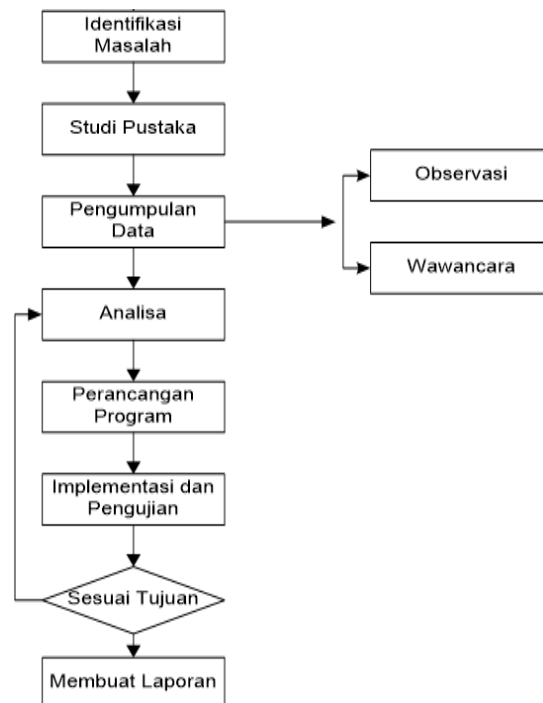 Identifikasi
Masalah
Studi Pustaka
Pengumpulan
Data
Observasi
Wawancara
Analisa
Perancangan
Program
Implementasi dan
Pengujian
Sesuai Tujuan
Membuat Laporan